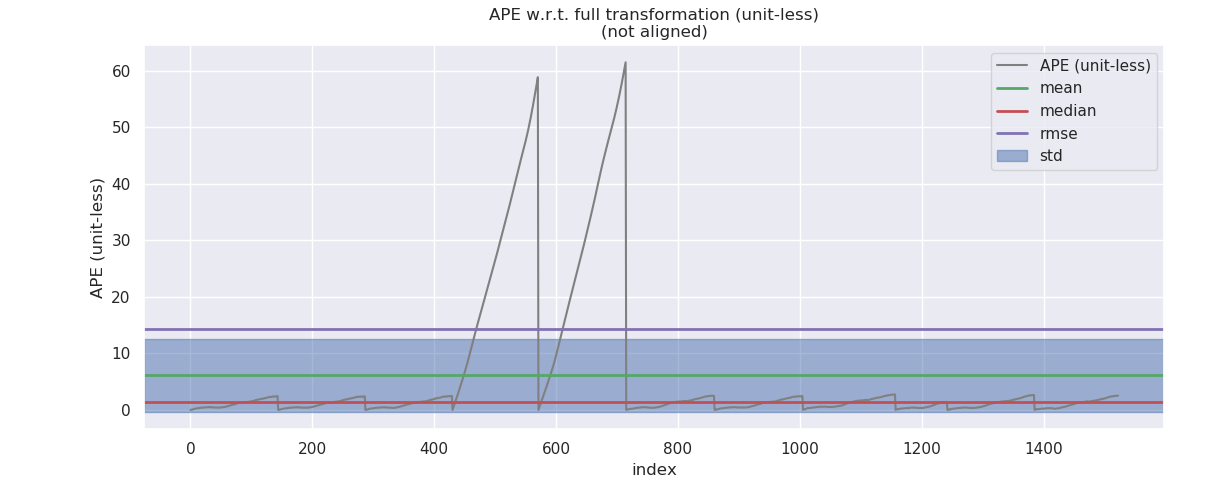 APE w.r.t. full transformation (unit-less)
(not aligned)
APE (unit-less)
60
50
40
30
20
10
0
APE (unit-less)
mean
median
rmse
std
0 200 400 600 800 1000 1200 1400
index